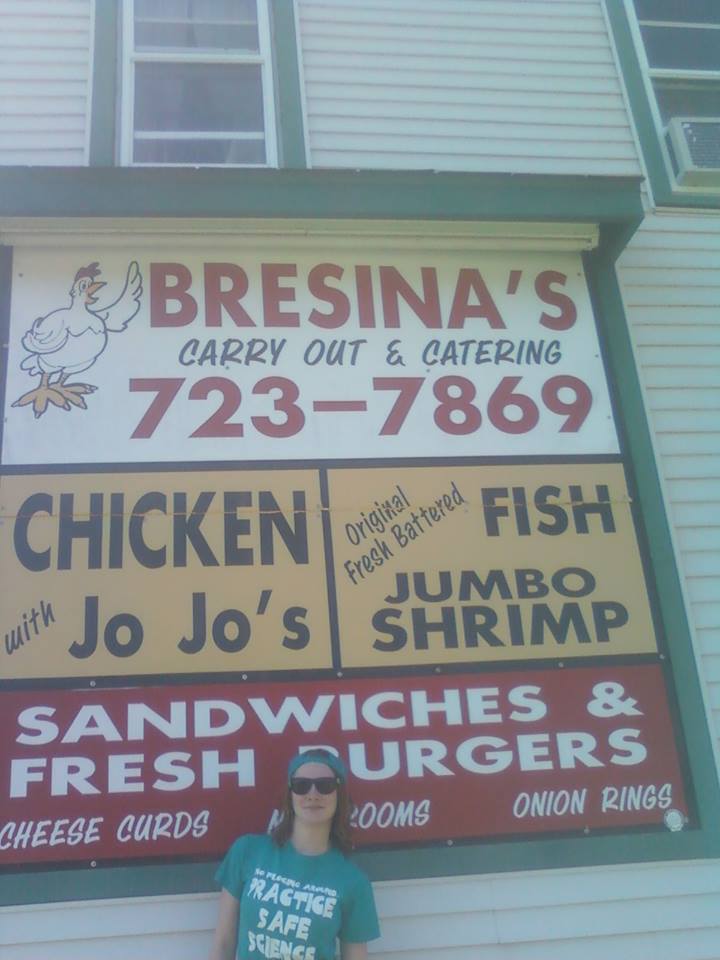 BRESINA'S
CARRY OUT & CATERING
723-7869
CHICKEN
with Jo Jo's
Original
Fresh Battered
FISH
JUMBO
SHRIMP
SANDWICHES &
FRESH URGERS
CHEESE CURDS M ROOMS ONION RINGS
PRACTICE
SAFE
SCIENCE